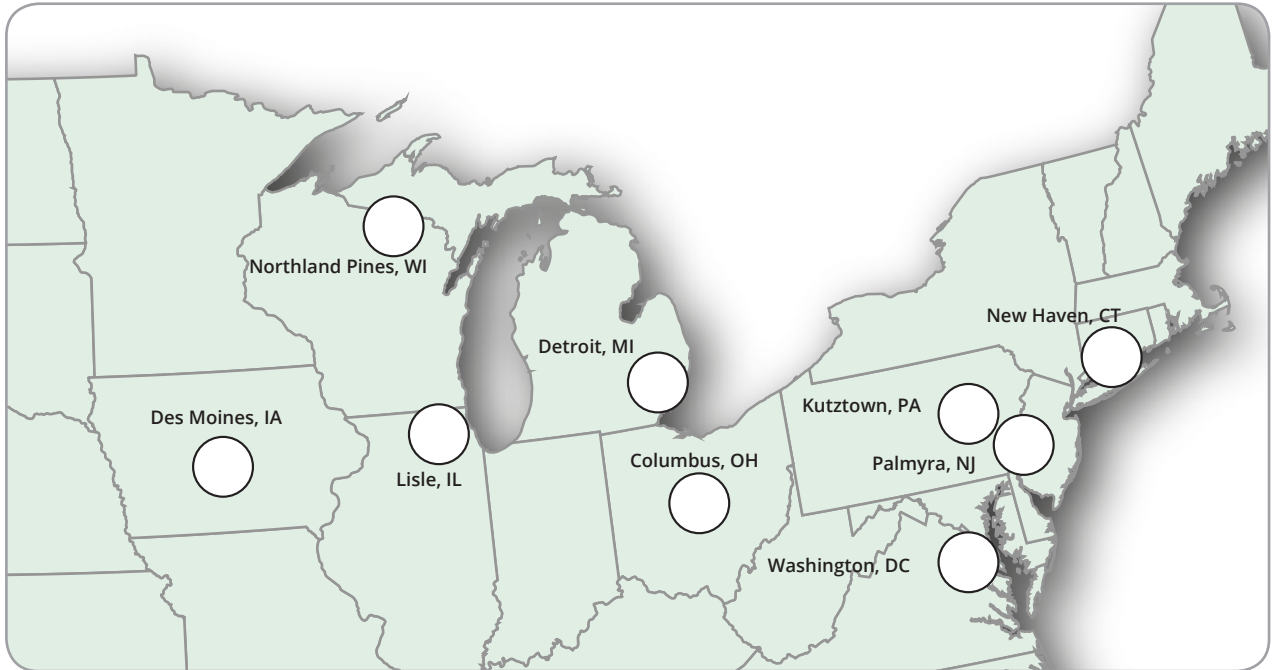 Northland Pines, WI
New Haven, CT
Detroit, MI
Kutztown, PA
Des Moines, IA
Columbus, OH
Palmyra, NJ
Lisle, IL
Washington, DC